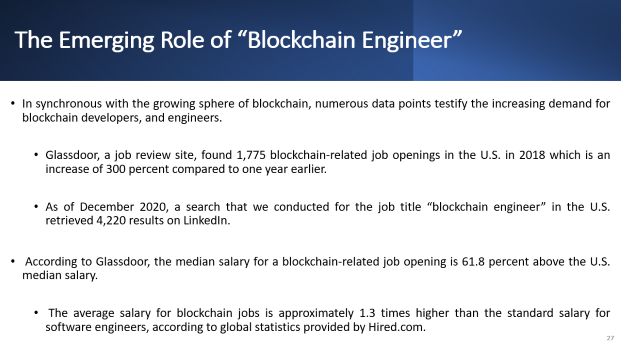 The Emerging Role of “Blockchain Engineer”
• In synchronous with the growing sphere of blockchain, numerous data points testify the increasing demand for
blockchain developers, and engineers.
• Glassdoor, a job review site, found 1,775 blockchain-related job openings in the U.S. in 2018 which is an
increase of 300 percent compared to one year earlier.
• As of December 2020, a search that we conducted for the job title “blockchain engineer” in the U.S.
retrieved 4,220 results on LinkedIn.
• According to Glassdoor, the median salary for a blockchain-related job opening is 61.8 percent above the U.S.
median salary.
• The average salary for blockchain jobs is approximately 1.3 times higher than the standard salary for
software engineers, according to global statistics provided by Hired.com.
27